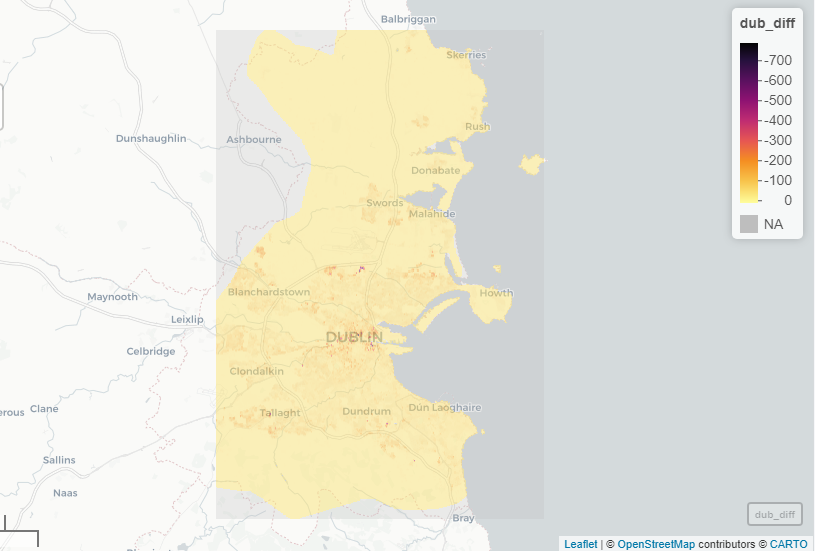 Balbriggan
Skerries
Rush
Dunshaughlin
Ashbourne
Donabate
Swords
Malahide
Maynooth
Blanchardstown
Howth
Leixlip
DUBLIN
Celbridge
Clondalkin
erous
Clane
Tallaght
Dundrum
Dún Laoghaire
Sallins
Naas
Bray
dub_diff
-700
-600
-500
-400
-300
-200
-100
0
NA
dub_diff
Leaflet | © OpenStreetMap contributors © CARTO